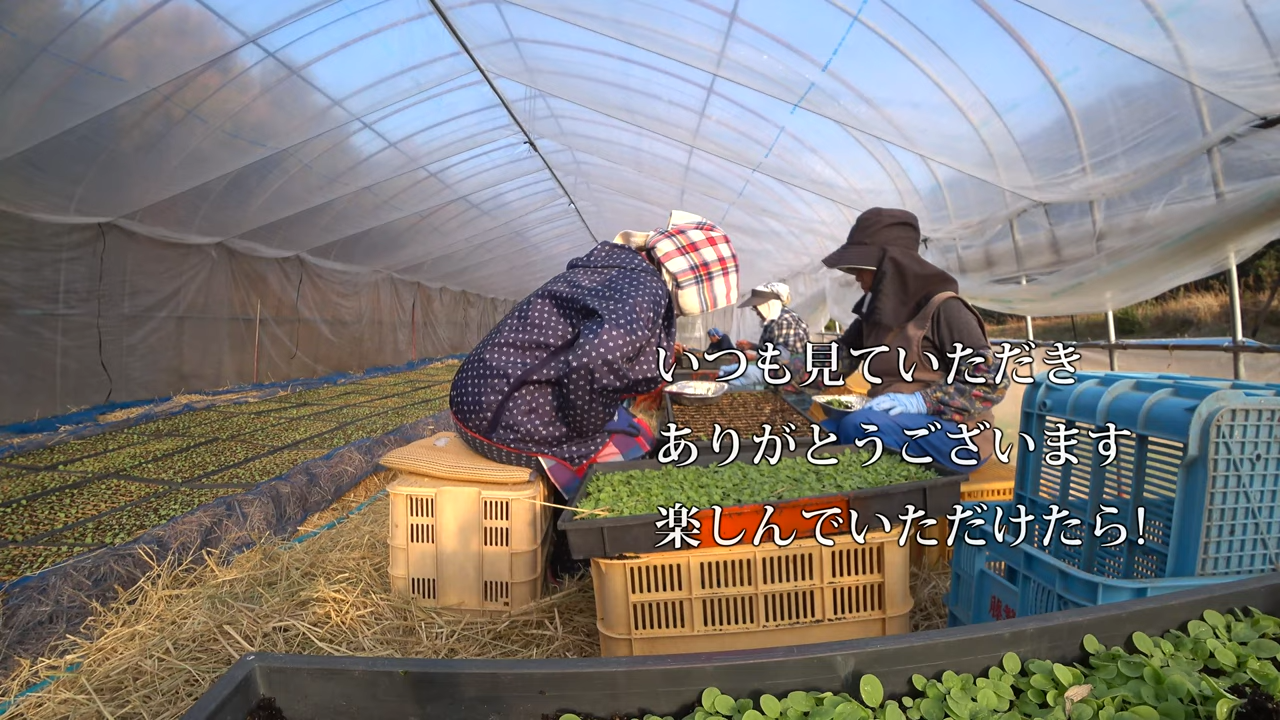 いつも見ていただき
ありがとうございます
楽しんでいただけたら!